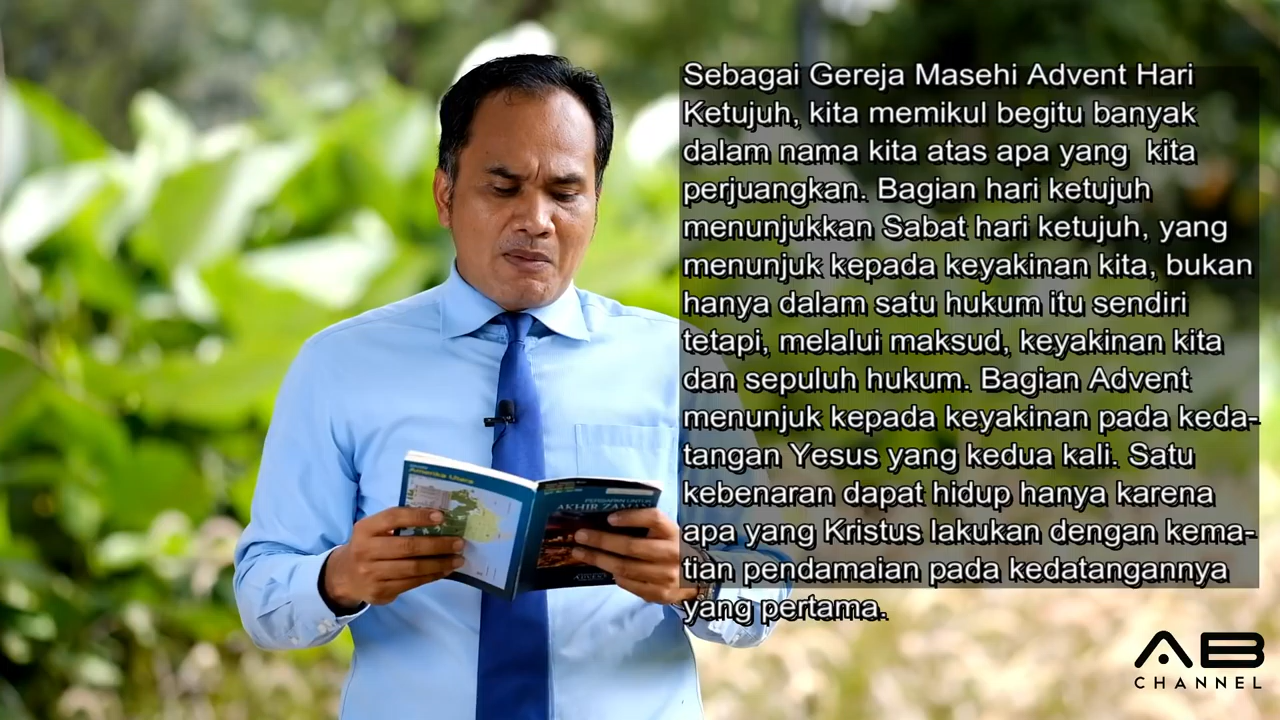 Sebagai Gereja Masehi Advent Hari
Ketujuh, kita memikul begitu banyak
dalam nama kita atas apa yang  kita
perjuangkan. Bagian hari ketujuh
menunjukkan Sabat hari ketujuh, yang
menunjuk kepada keyakinan kita, bukan
hanya dalam satu hukum itu sendiri
tetapi, melalui maksud, keyakinan kita
dan sepuluh hukum. Bagian Advent
menunjuk kepada keyakinan pada keda-
tangan Yesus yang kedua kali. Satu
kebenaran dapat hidup hanya karena
apa yang Kristus lakukan dengan kema-
tian pendamaian pada kedatangannya
yang pertama.
Amerika Utara
PERSIAPAN UNTUK
AKHIR ZAMAN
AB
CHANNEL